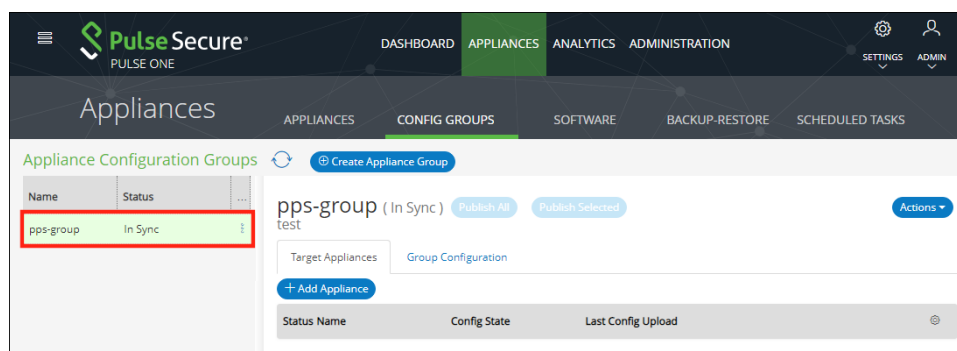 Pulse Secure®
PULSE ONE
DASHBOARD APPLIANCES ANALYTICS ADMINISTRATION
SETTINGS ADMIN
Appliances
APPLIANCES CONFIG GROUPS SOFTWARE BACKUP-RESTORE SCHEDULED TASKS
Appliance Configuration Groups
Create Appliance Group
Name Status ...
pps-group In Sync
pps-group ( In Sync ) Publish All Publish Selected Actions
test
Target Appliances Group Configuration
+ Add Appliance
Status Name Config State Last Config Upload